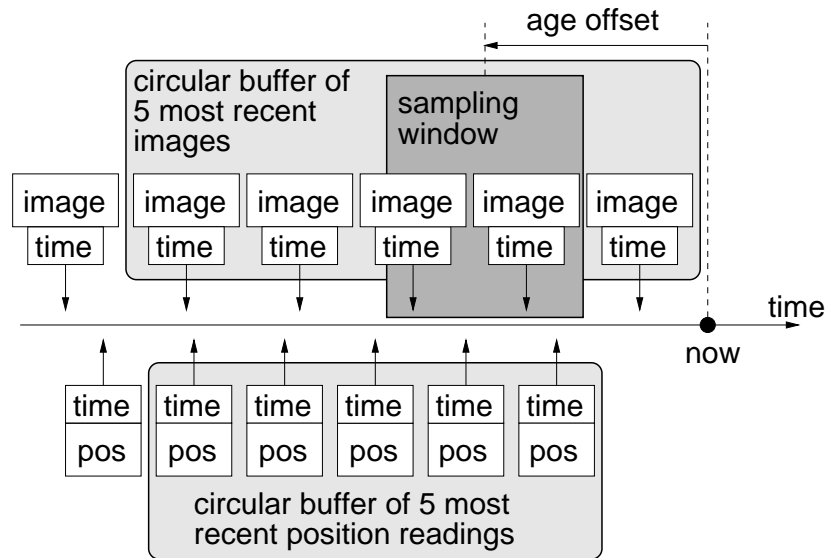 age offset
circular buffer of
5 most recent
images
sampling
window
image image image image image image
time time time time time time
time
now
time time time time time time
pos pos pos pos pos pos
circular buffer of 5 most
recent position readings